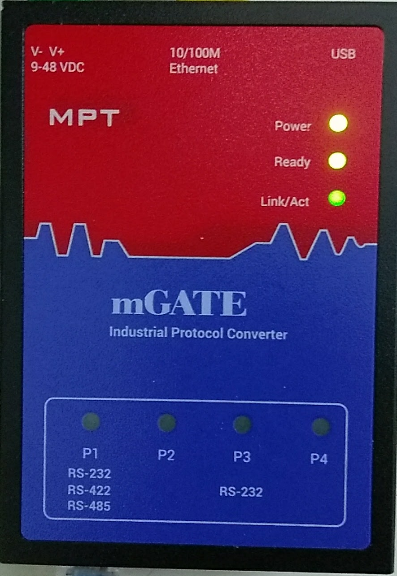 V- V+ 10/100M USB
9-48 VDC Ethernet
MPT
Power
Ready
Link/Act
mGATE
Industrial Protocol Converter
P1 P2 P3 P4
RS-232
RS-422 RS-232
RS-485